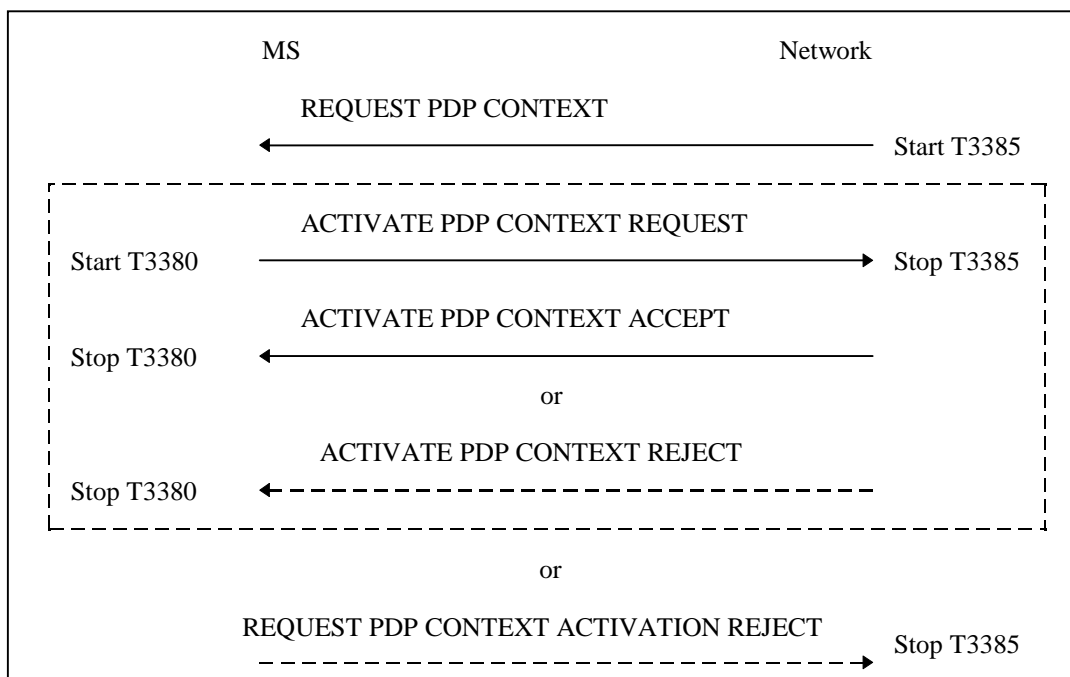 MS Network
REQUEST PDP CONTEXT
Start T3385
ACTIVATE PDP CONTEXT REQUEST
Start T3380 Stop T3385
ACTIVATE PDP CONTEXT ACCEPT
Stop T3380
or
ACTIVATE PDP CONTEXT REJECT
Stop T3380
or
REQUEST PDP CONTEXT ACTIVATION REJECT
Stop T3385